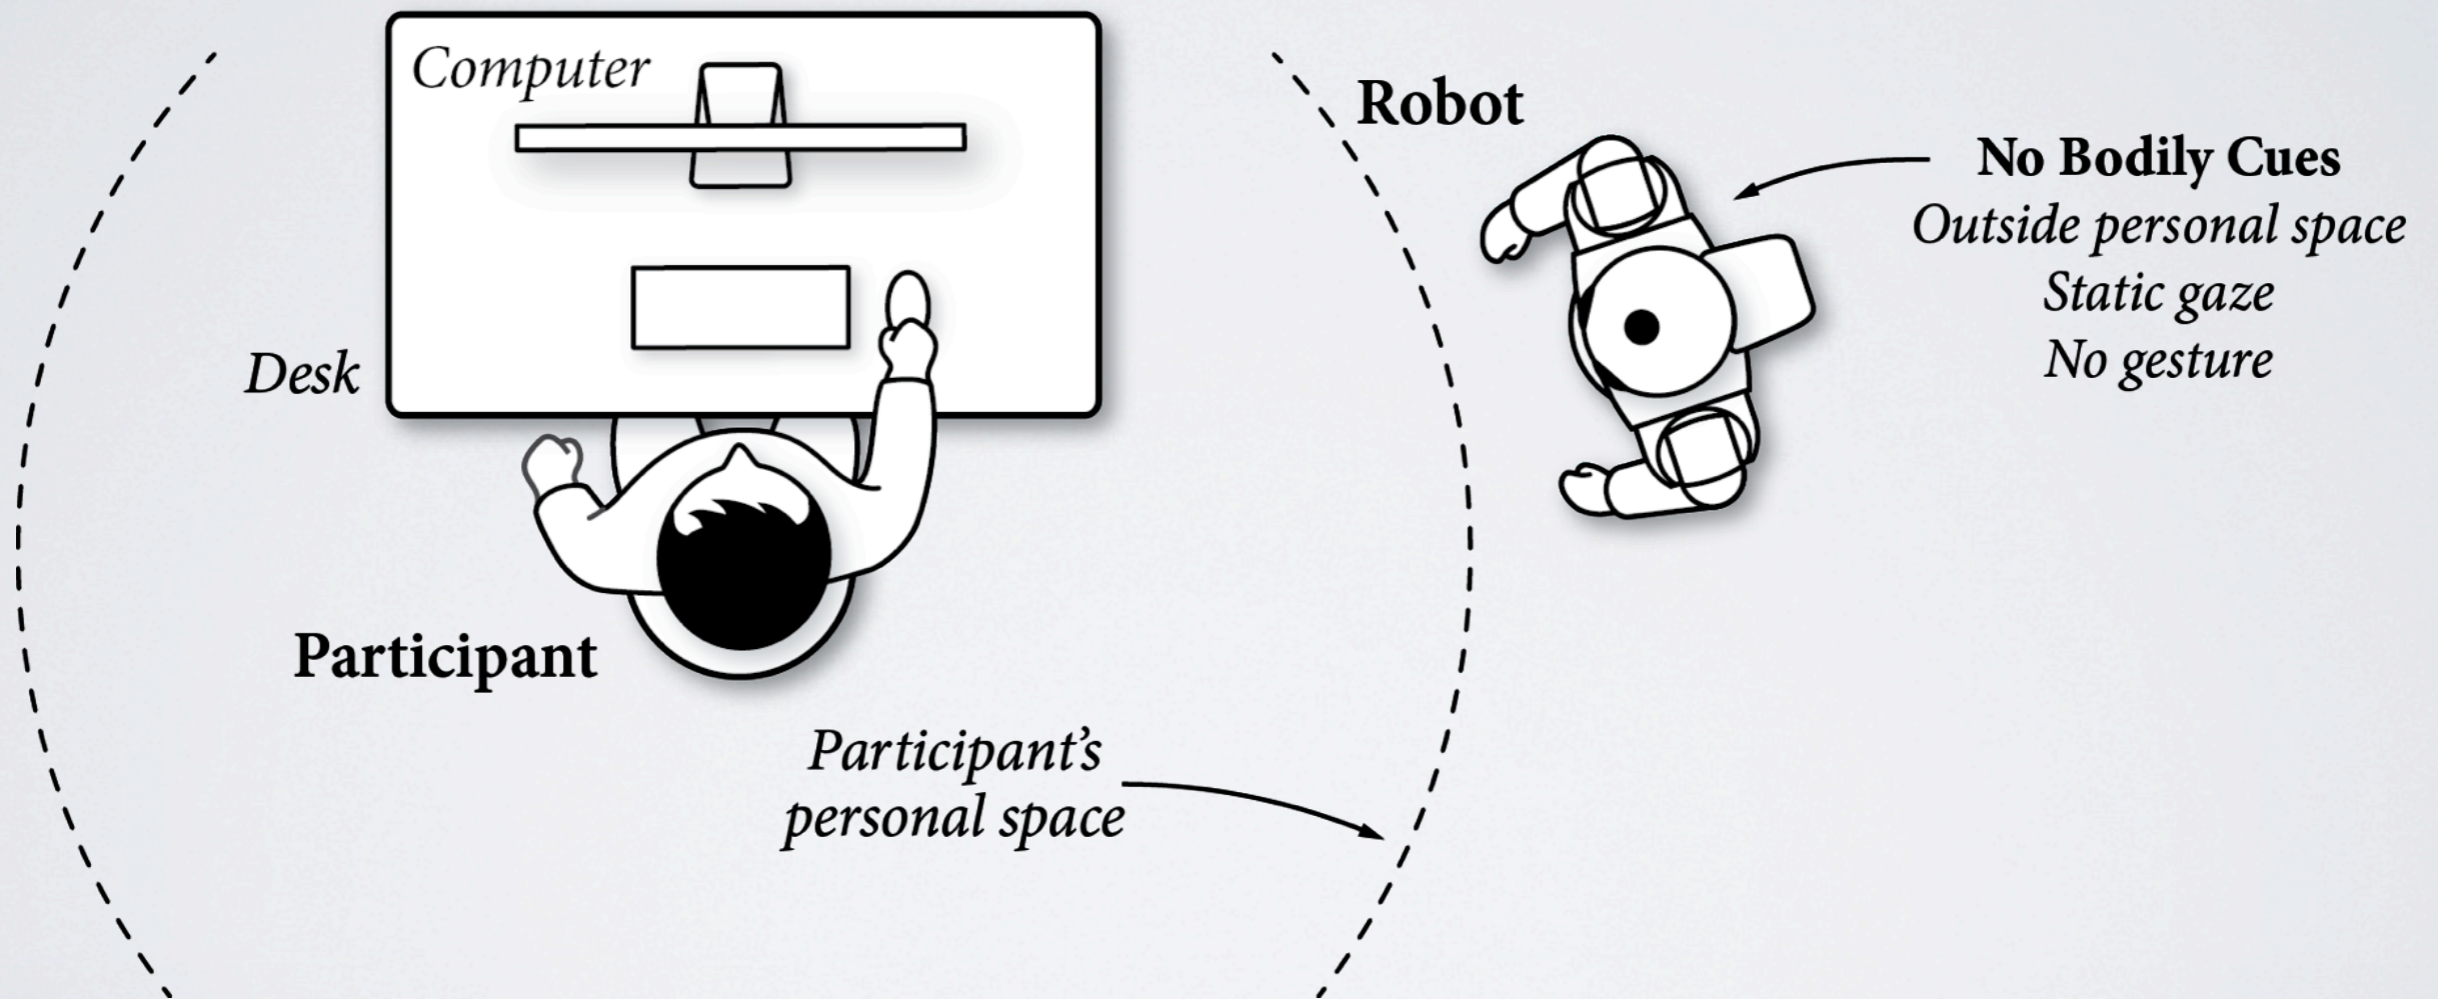 Computer
Robot
No Bodily Cues
Outside personal space
Static gaze
No gesture
Desk
Participant
Participant's
personal space